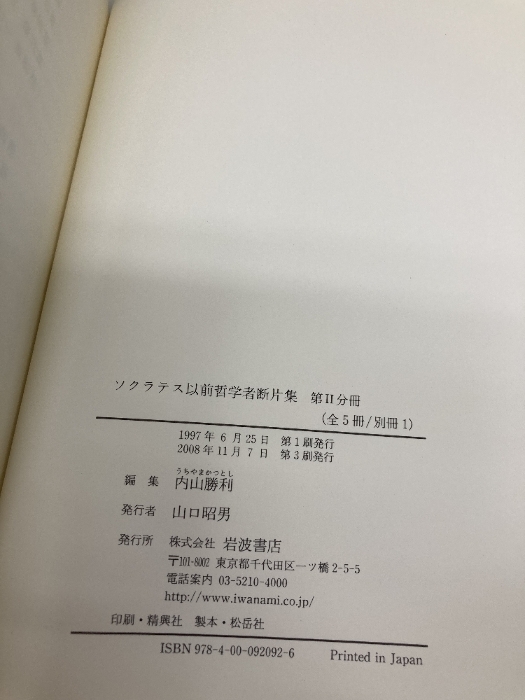 ソクラテス以前哲学者断片集 第II分冊
(全5冊/別冊1)
1997年6月25日 第1刷発行
2008年11月7日 第3刷発行
うちやまかつとし
編集 内山勝利
発行者 山口昭男
発行所 株式会社 岩波書店
〒101-8002 東京都千代田区一ツ橋2-5-5
電話案内 03-5210-4000
http://www.iwanami.co.jp/
印刷・精興社 製本・松岳社
ISBN 978-4-00-092092-6 Printed in Japan